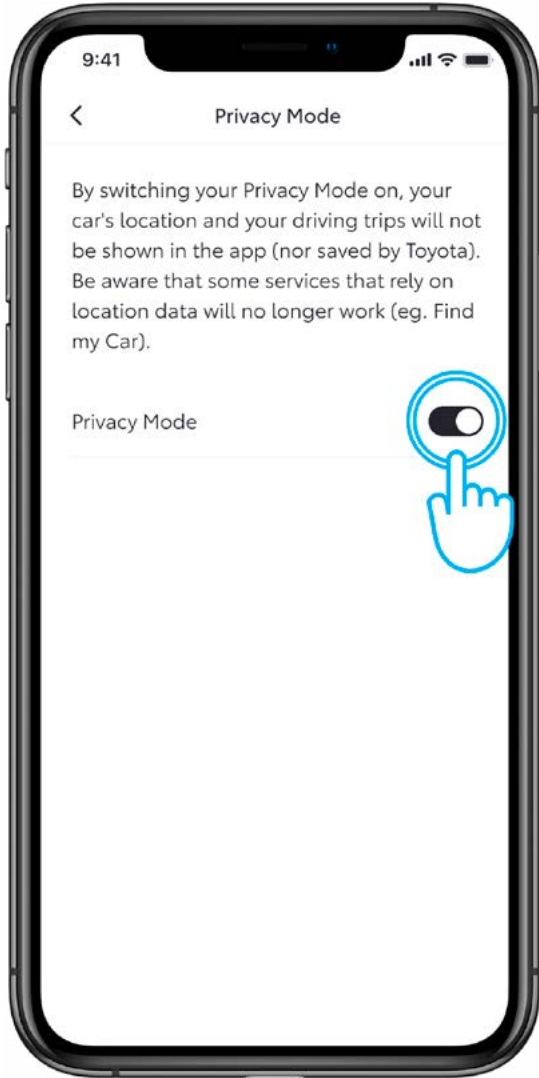 9:41
Privacy Mode
By switching your Privacy Mode on, your
car's location and your driving trips will not
be shown in the app (nor saved by Toyota).
Be aware that some services that rely on
location data will no longer work (eg. Find
my Car).
Privacy Mode